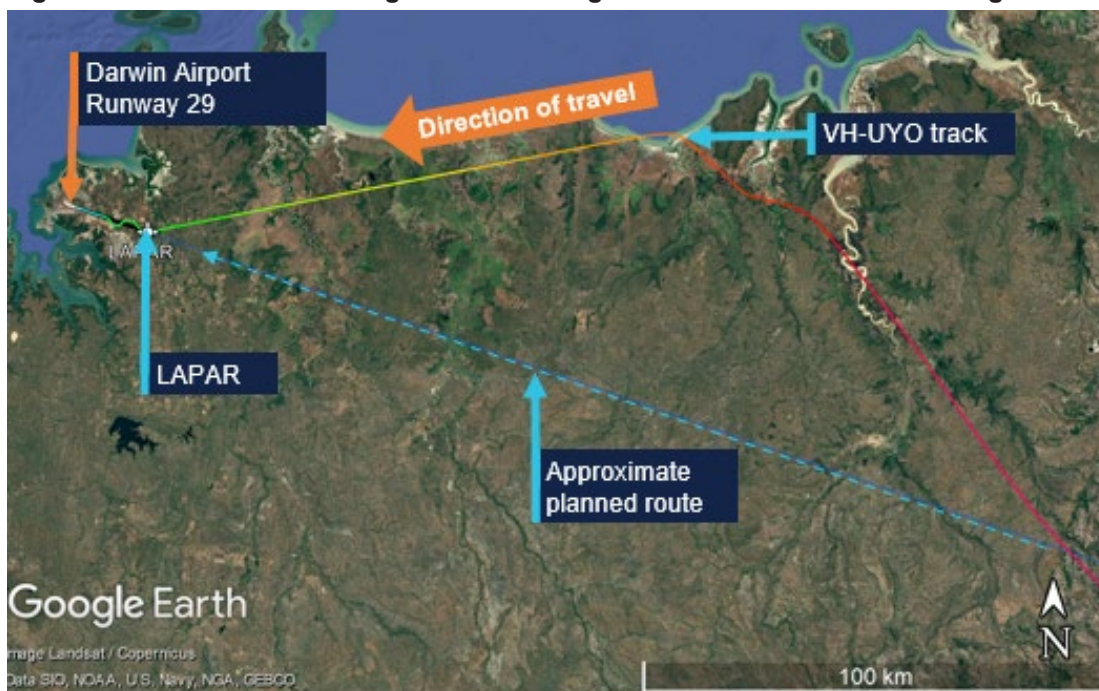 Darwin Airport
Runway 29
Direction of travel
VH-UYO track
LAPAR
LAPAR
Approximate
planned route
Google Earth
Image Landsat / Copernicus
Data SIO, NOAA, U.S. Navy, NGA, GEBCO
100 km
N